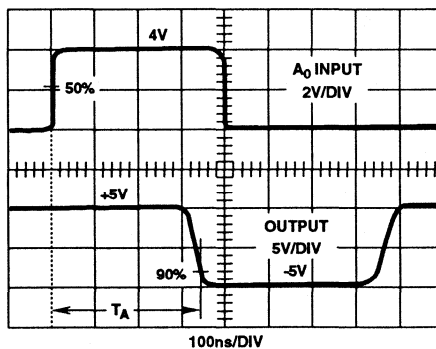 4V
A0 INPUT
2V/DIV
50%
+5V
OUTPUT
5V/DIV
-5V
90%
TA
100ns/DIV